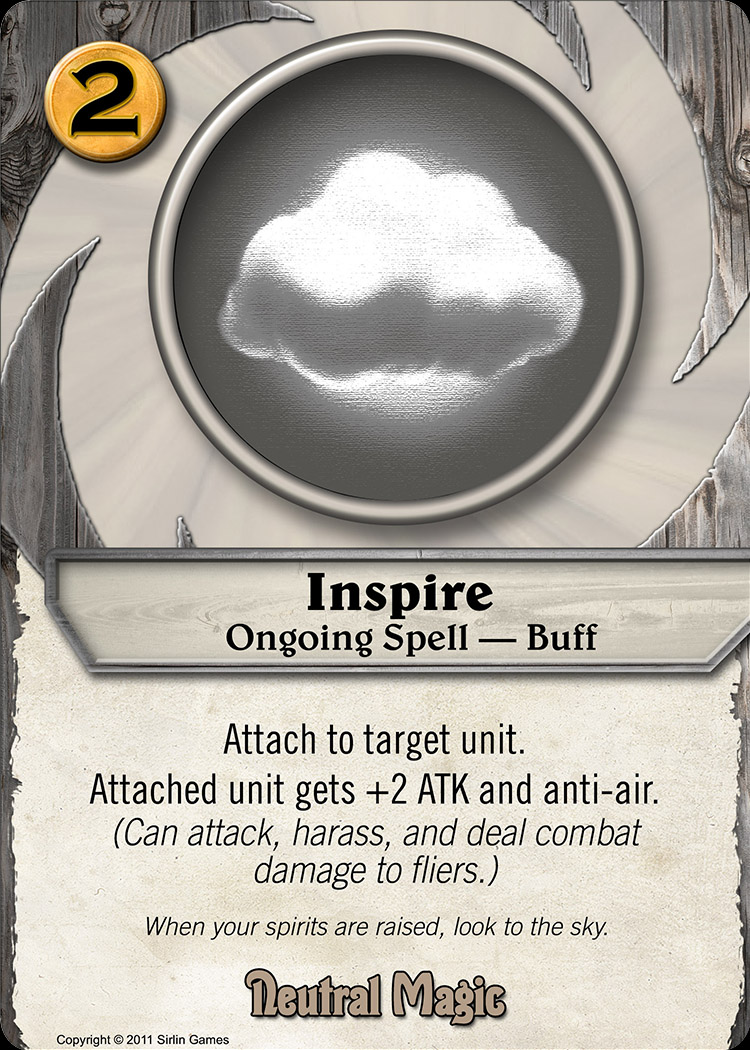 2
Inspire
Ongoing Spell — Buff
Attach to target unit.
Attached unit gets +2 ATK and anti-air.
(Can attack, harass, and deal combat
damage to fliers.)
When your spirits are raised, look to the sky.
Neutral Magic
Copyright © 2011 Sirlin Games